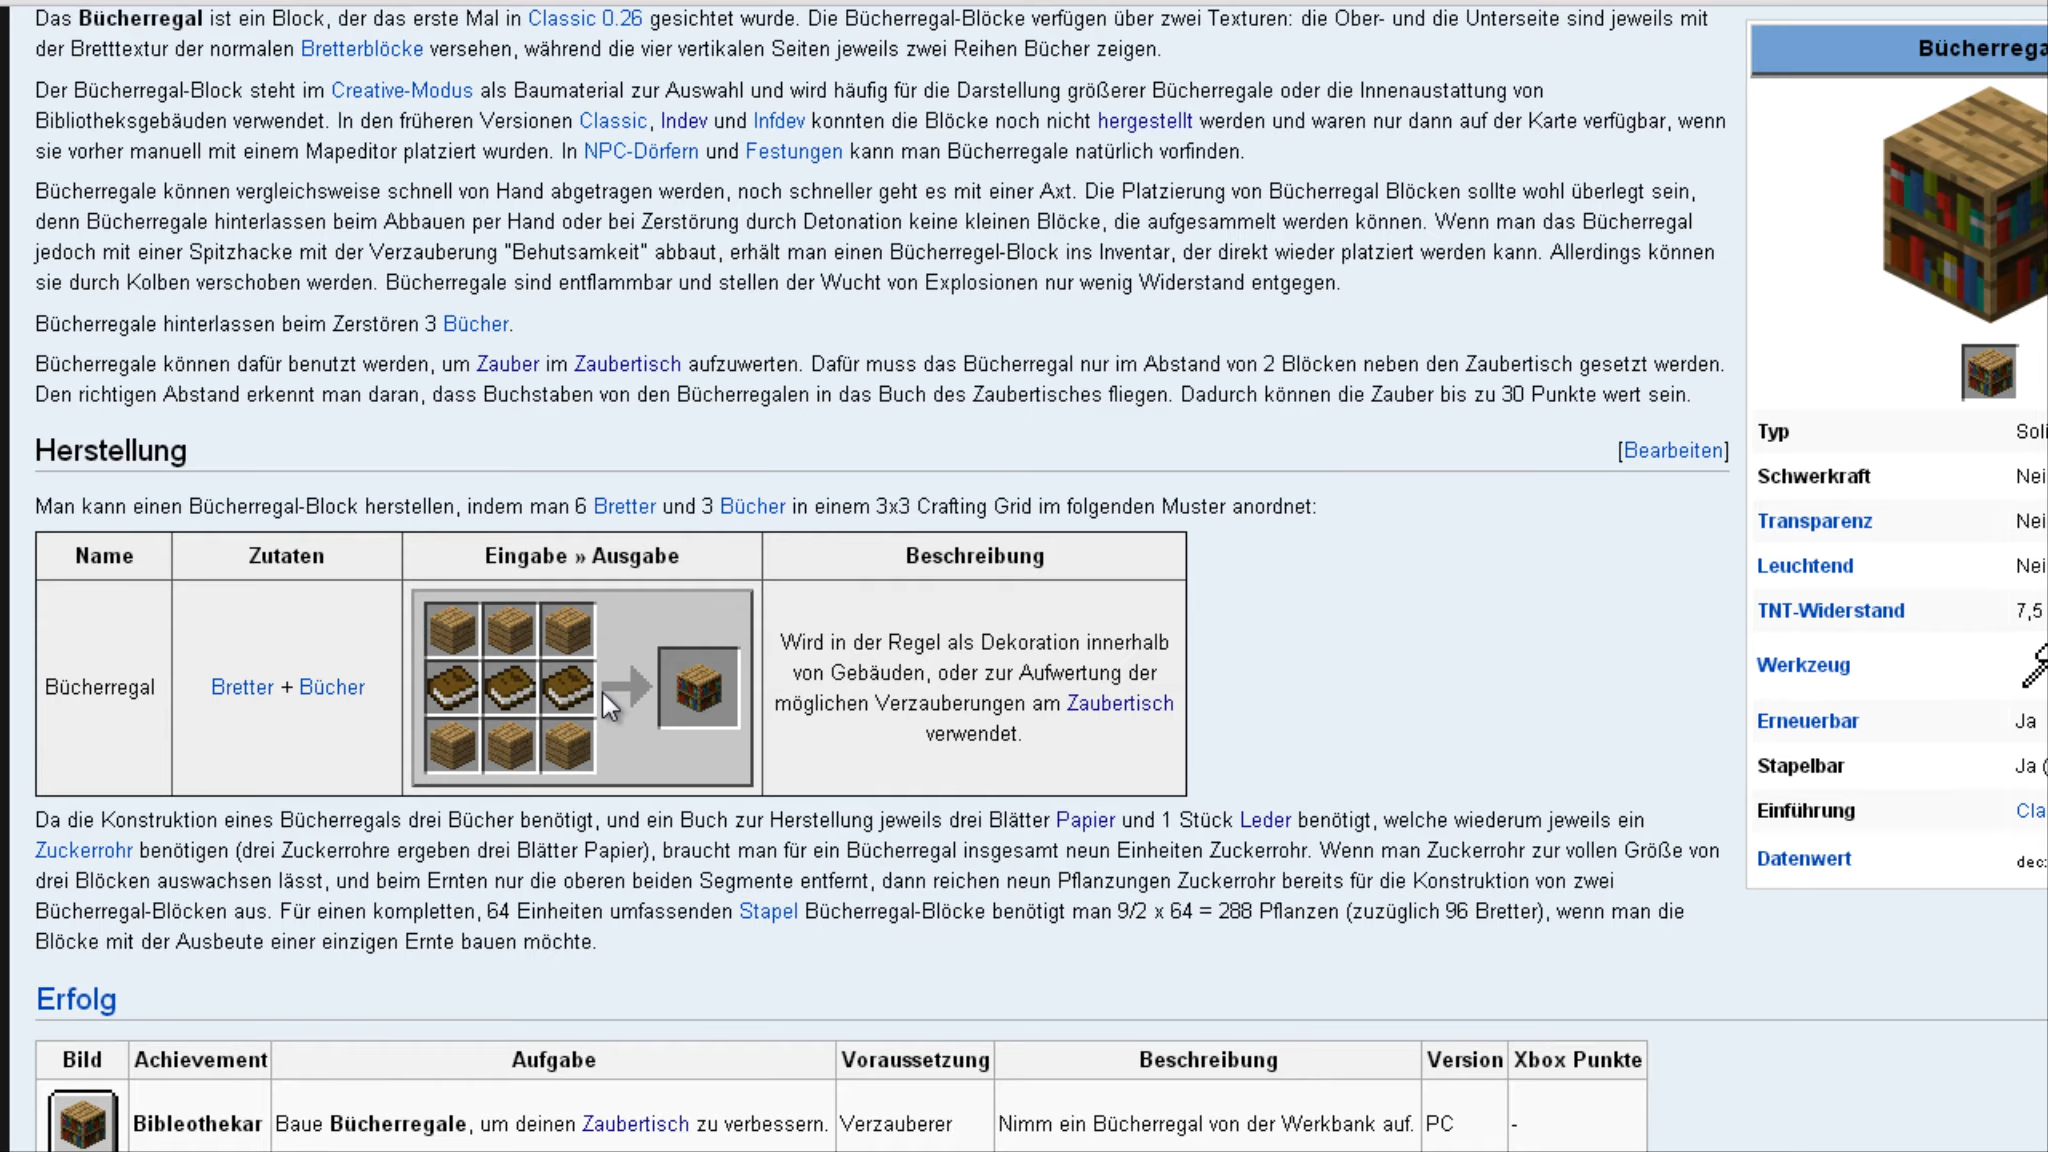 Das Bücherregal ist ein Block, der das erste Mal in Classic 0.26 gesichtet wurde. Die Bücherregal-Blöcke verfügen über zwei Texturen: die Ober- und die Unterseite sind jeweils mit
der Bretttextur der normalen Bretterblöcke versehen, während die vier vertikalen Seiten jeweils zwei Reihen Bücher zeigen.
Der Bücherregal-Block steht im Creative-Modus als Baumaterial zur Auswahl und wird häufig für die Darstellung größerer Bücherregale oder die Innenaustattung von
Bibliotheksgebäuden verwendet. In den früheren Versionen Classic, Indev und Infdev konnten die Blöcke noch nicht hergestellt werden und waren nur dann auf der Karte verfügbar, wenn
sie vorher manuell mit einem Mapeditor platziert wurden. In NPC-Dörfern und Festungen kann man Bücherregale natürlich vorfinden.
Bücherregale können vergleichsweise schnell von Hand abgetragen werden, noch schneller geht es mit einer Axt. Die Platzierung von Bücherregal Blöcken sollte wohl überlegt sein,
denn Bücherregale hinterlassen beim Abbauen per Hand oder bei Zerstörung durch Detonation keine kleinen Blöcke, die aufgesammelt werden können. Wenn man das Bücherregal
jedoch mit einer Spitzhacke mit der Verzauberung "Behutsamkeit" abbaut, erhält man einen Bücherregel-Block ins Inventar, der direkt wieder platziert werden kann. Allerdings können
sie durch Kolben verschoben werden. Bücherregale sind entflammbar und stellen der Wucht von Explosionen nur wenig Widerstand entgegen.
Bücherregale hinterlassen beim Zerstören 3 Bücher.
Bücherregale können dafür benutzt werden, um Zauber im Zaubertisch aufzuwerten. Dafür muss das Bücherregal nur im Abstand von 2 Blöcken neben den Zaubertisch gesetzt werden.
Den richtigen Abstand erkennt man daran, dass Buchstaben von den Bücherregalen in das Buch des Zaubertisches fliegen. Dadurch können die Zauber bis zu 30 Punkte wert sein.
Herstellung [Bearbeiten]
Man kann einen Bücherregal-Block herstellen, indem man 6 Bretter und 3 Bücher in einem 3x3 Crafting Grid im folgenden Muster anordnet:
Name Zutaten Eingabe » Ausgabe Beschreibung
Bücherregal Bretter + Bücher
Wird in der Regel als Dekoration innerhalb
von Gebäuden, oder zur Aufwertung der
möglichen Verzauberungen am Zaubertisch
verwendet.
Da die Konstruktion eines Bücherregals drei Bücher benötigt, und ein Buch zur Herstellung jeweils drei Blätter Papier und 1 Stück Leder benötigt, welche wiederum jeweils ein
Zuckerrohr benötigen (drei Zuckerrohre ergeben drei Blätter Papier), braucht man für ein Bücherregal insgesamt neun Einheiten Zuckerrohr. Wenn man Zuckerrohr zur vollen Größe von
drei Blöcken auswachsen lässt, und beim Ernten nur die oberen beiden Segmente entfernt, dann reichen neun Pflanzungen Zuckerrohr bereits für die Konstruktion von zwei
Bücherregal-Blöcken aus. Für einen kompletten, 64 Einheiten umfassenden Stapel Bücherregal-Blöcke benötigt man 9/2 x 64 = 288 Pflanzen (zuzüglich 96 Bretter), wenn man die
Blöcke mit der Ausbeute einer einzigen Ernte bauen möchte.
Erfolg
Bild Achievement Aufgabe Voraussetzung Beschreibung Version Xbox Punkte
Bibleothekar Baue Bücherregale, um deinen Zaubertisch zu verbessern. Verzauberer Nimm ein Bücherregal von der Werkbank auf. PC -
Bücherrega
Typ Soli
Schwerkraft Nei
Transparenz Nei
Leuchtend Nei
TNT-Widerstand 7,5
Werkzeug
Erneuerbar Ja
Stapelbar Ja (
Einführung Cla
Datenwert dec: